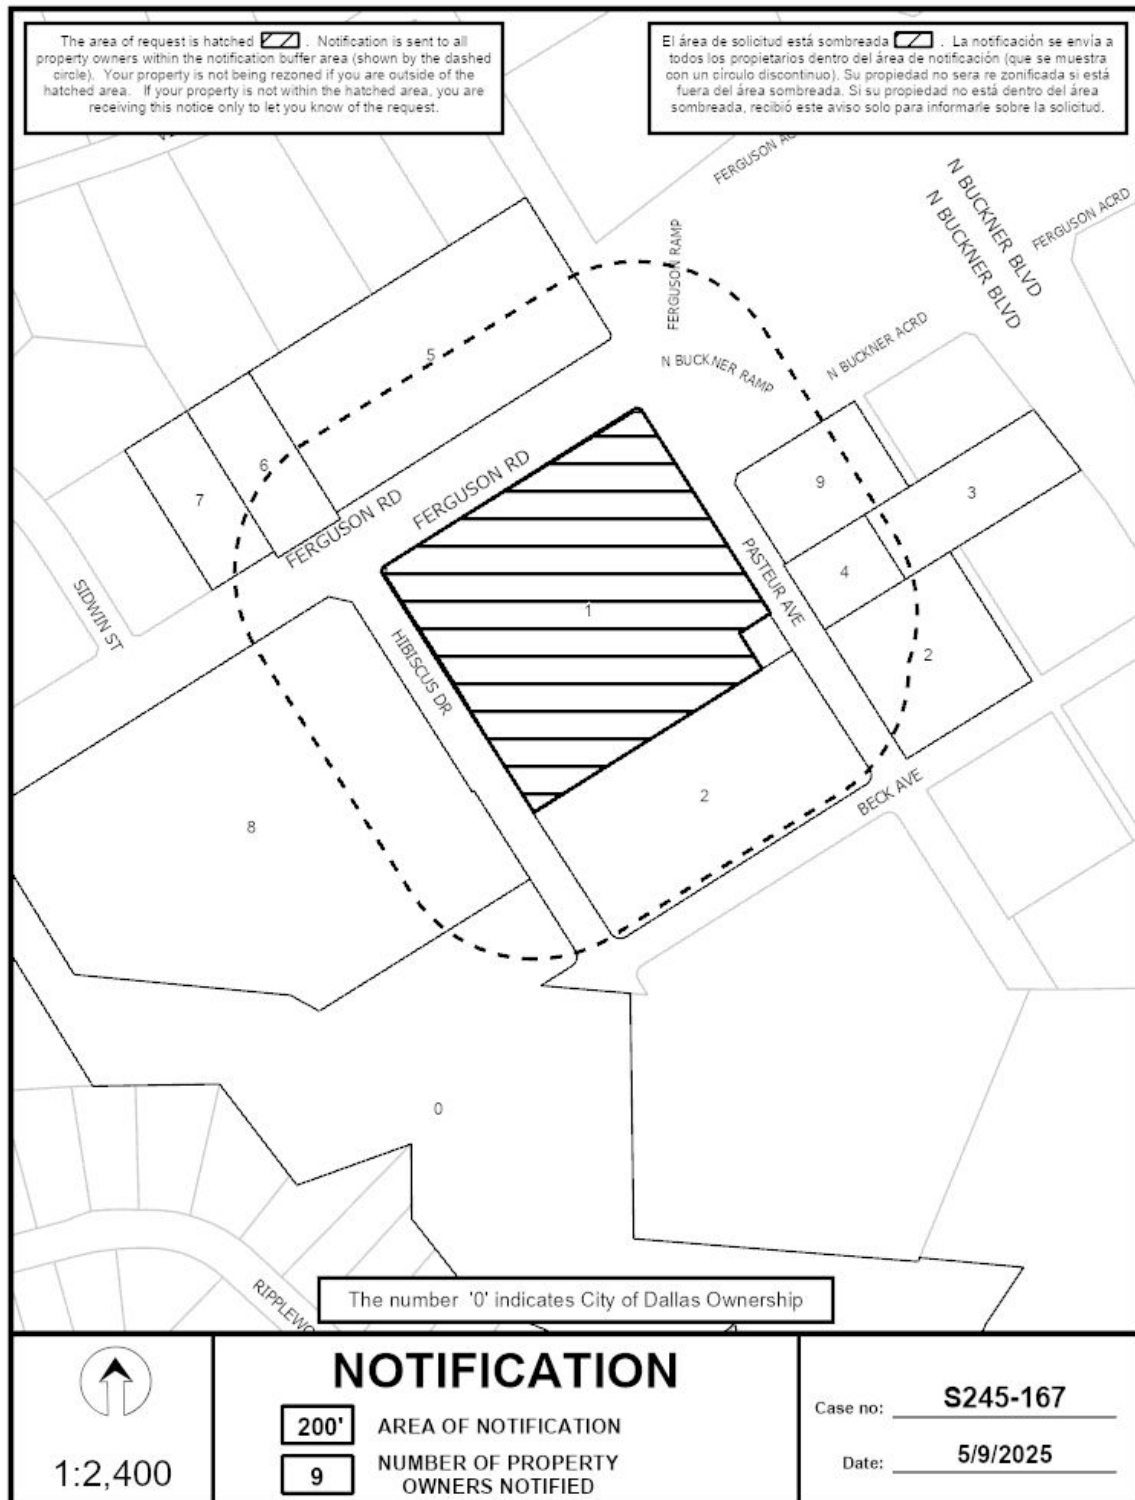 The area of request is hatched . Notification is sent to all
property owners within the notification buffer area (shown by the dashed
circle). Your property is not being rezoned if you are outside of the
hatched area. If your property is not within the hatched area, you are
receiving this notice only to let you know of the request.
El área de solicitud está sombreada . La notificación se envía a
todos los propietarios dentro del área de notificación (que se muestra
con un círculo discontinuo). Su propiedad no sera re zonificada si está
fuera del área sombreada. Si su propiedad no está dentro del área
sombreada, recibió este aviso solo para informarle sobre la solicitud.
FERGUSON
N BUCKNER BLVD
N BUCKNER BLVD
FERGUSON ACRD
FERGUSON RAMP
N BUCKNER RAMP
N BUCKNER ACRD
5
6
7
FERGUSON RD
FERGUSON RD
9
3
4
PASTEUR AVE
1
2
SIDWIN ST
HIBISCUS DR
2
BECK AVE
8
0
The number '0' indicates City of Dallas Ownership
1:2,400
NOTIFICATION
200' AREA OF NOTIFICATION
9 NUMBER OF PROPERTY
OWNERS NOTIFIED
Case no: S245-167
Date: 5/9/2025